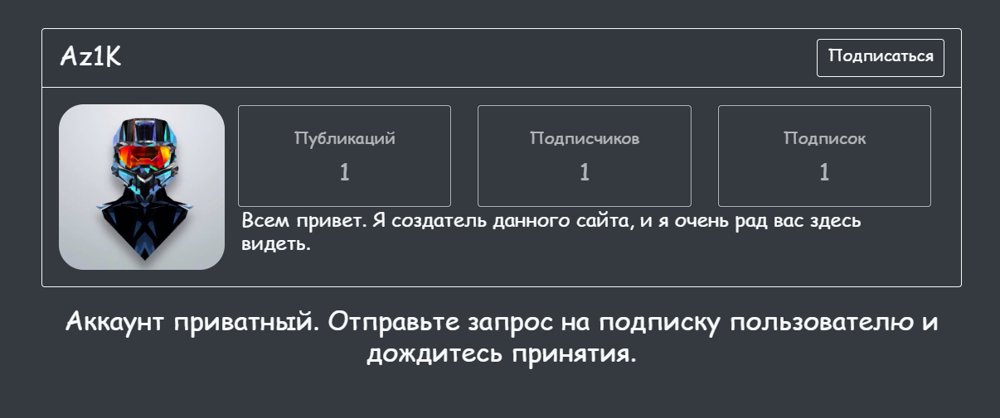 Az1K
Подписаться
Публикаций
Подписчиков
Подписок
1
1
1
Всем привет. Я создатель данного сайта, и я очень рад вас здесь
видеть.
Аккаунт приватный. Отправьте запрос на подписку пользователю и
дождитесь принятия.